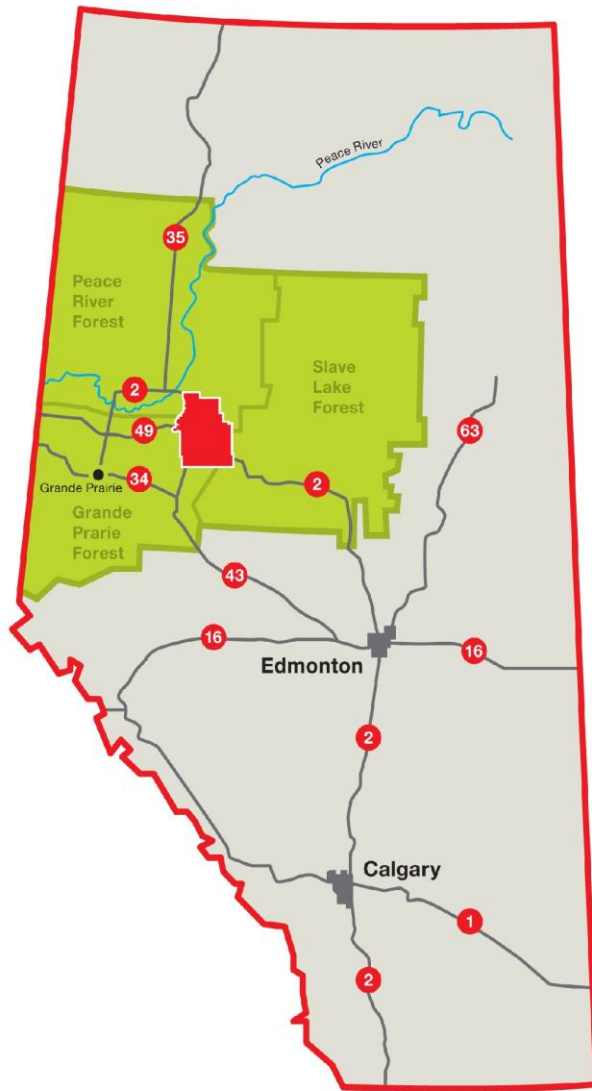 Peace River
35
Peace
River
Forest
Slave
Lake
Forest
2
49
63
34
2
Grande Prairie
Grande
Prarie
Forest
43
16
Edmonton
16
2
Calgary
1
2